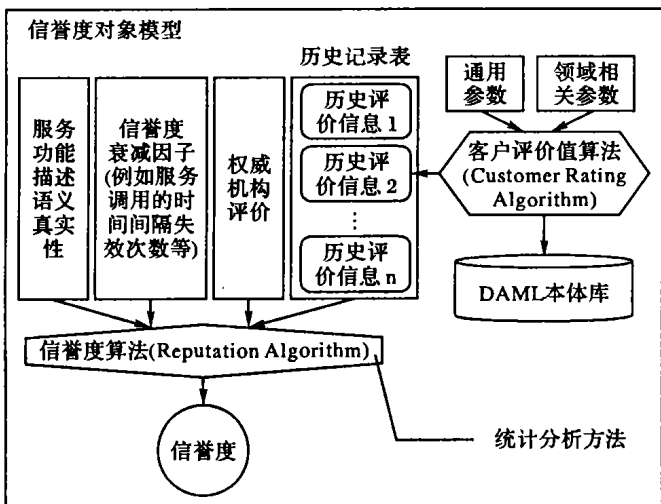 信誉度对象模型
历史记录表
服务
功能
描述
语义
真实
性
信誉度
衰减因子
(例如服务
调用的时
间间隔失
效次数等)
权威
机构
评价
历史评
价信息 1
历史评
价信息 2
⋮
历史评
价信息 n
通用
参数
领域相
关参数
客户评价值算法
(Customer Rating
Algorithm)
DAML本体库
信誉度算法(Reputation Algorithm)
信誉度
统计分析方法